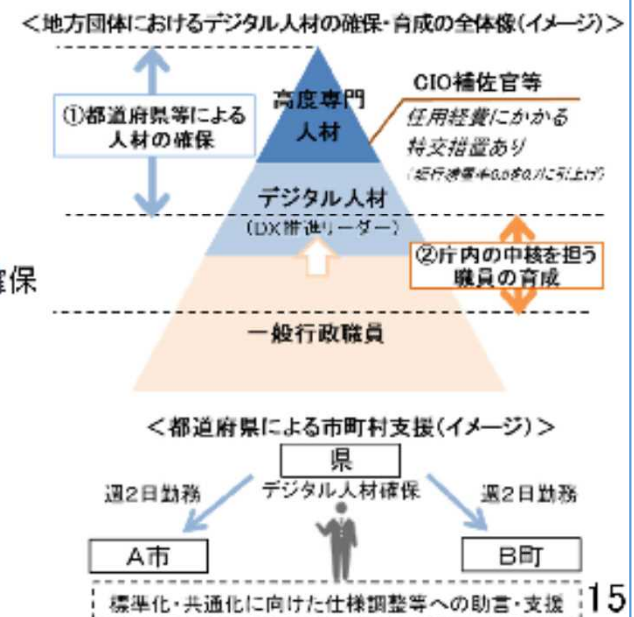 <地方団体におけるデジタル人材の確保・育成の全体像(イメージ)>
①都道府県等による
人材の確保
高度専門
人材
CIO補佐官等
任用経費にかかる
特交措置あり
デジタル人材
(DX推進リーダー)
②庁内の中核を担う
職員の育成
確保
一般行政職員
<都道府県による市町村支援(イメージ)>
県
週2日勤務
デジタル人材確保
週2日勤務
A市
B町
標準化・共通化に向けた仕様調整等への助言・支援
15